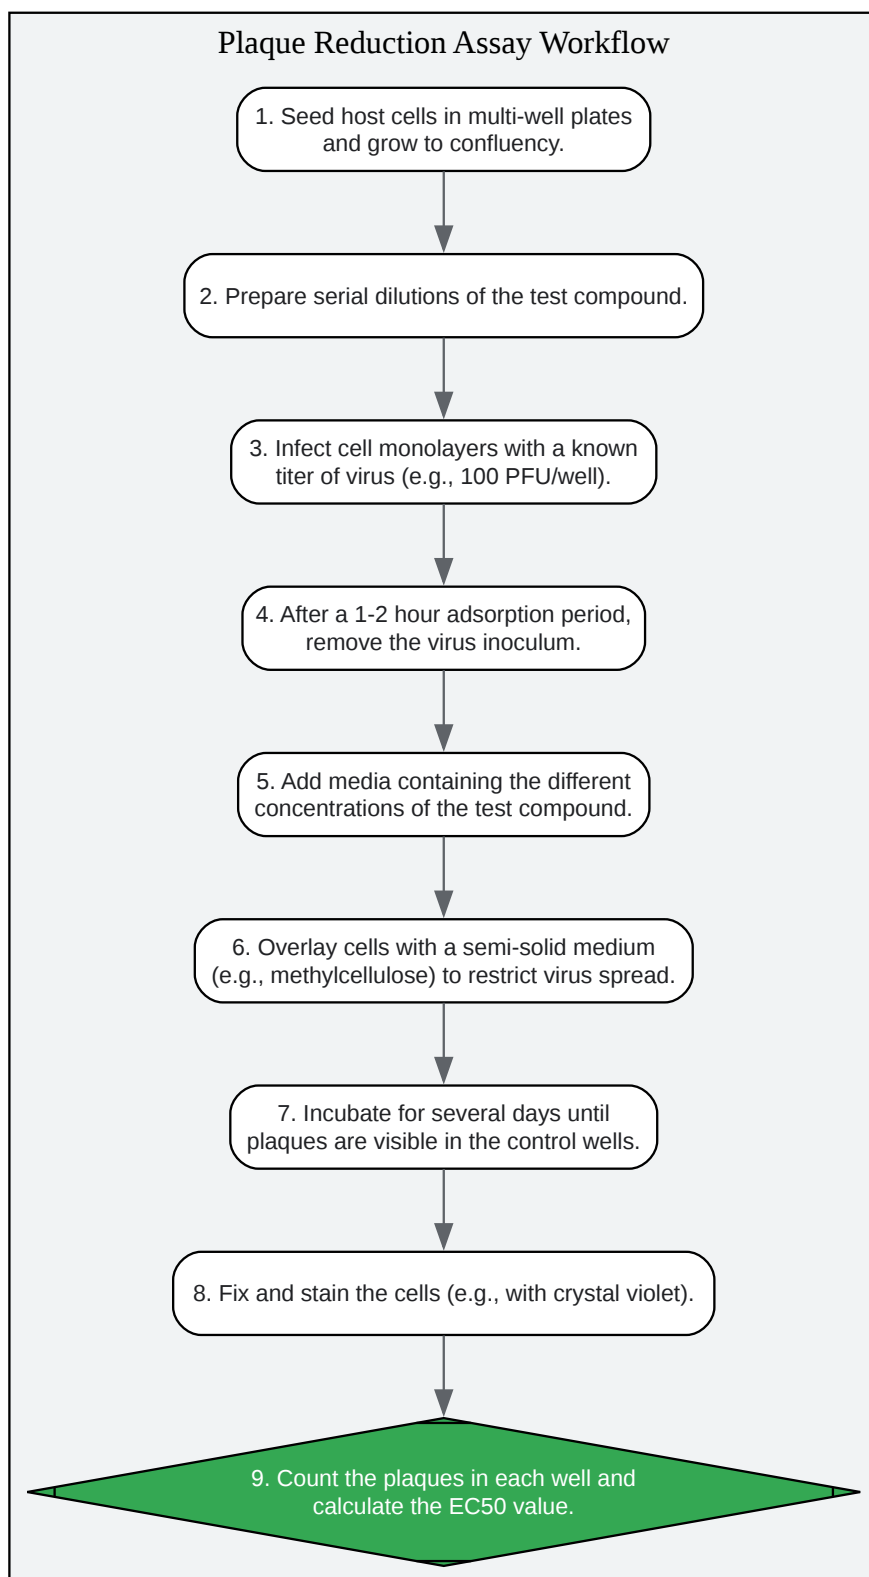 Plaque Reduction Assay Workflow
1. Seed host cells in multi-well plates
and grow to confluency.
2. Prepare serial dilutions of the test compound.
3. Infect cell monolayers with a known
titer of virus (e.g., 100 PFU/well).
4. After a 1-2 hour adsorption period,
remove the virus inoculum.
5. Add media containing the different
concentrations of the test compound.
6. Overlay cells with a semi-solid medium
(e.g., methylcellulose) to restrict virus spread.
7. Incubate for several days until
plaques are visible in the control wells.
8. Fix and stain the cells (e.g., with crystal violet).
9. Count the plaques in each well and
calculate the EC50 value.